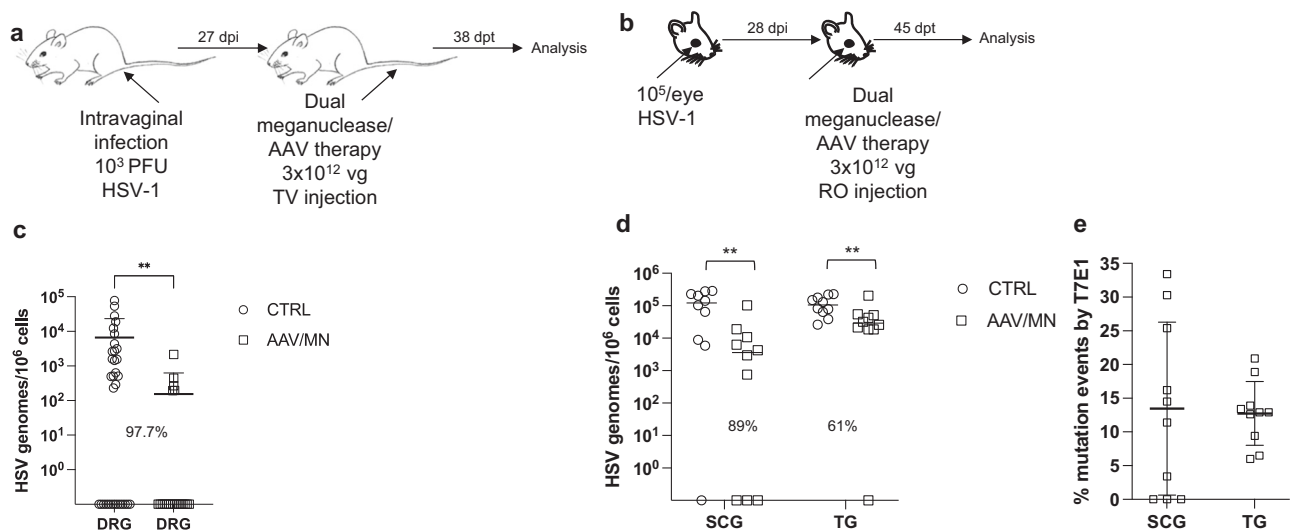 a
27 dpi
38 dpt
Analysis
Intravaginal
infection
10³ PFU
HSV-1
Dual
meganuclease/
AAV therapy
3x10¹² vg
TV injection
b
28 dpi
45 dpt
Analysis
10⁵/eye
HSV-1
Dual
meganuclease/
AAV therapy
3x10¹² vg
RO injection
c
HSV genomes/10⁶ cells
10⁵
10⁴
10³
10²
10¹
10⁰
**
97.7%
DRG DRG
CTRL
AAV/MN
d
HSV genomes/10⁶ cells
10⁶
10⁵
10⁴
10³
10²
10¹
10⁰
** **
89% 61%
SCG TG
CTRL
AAV/MN
e
% mutation events by T7E1
35
30
25
20
15
10
5
0
SCG TG